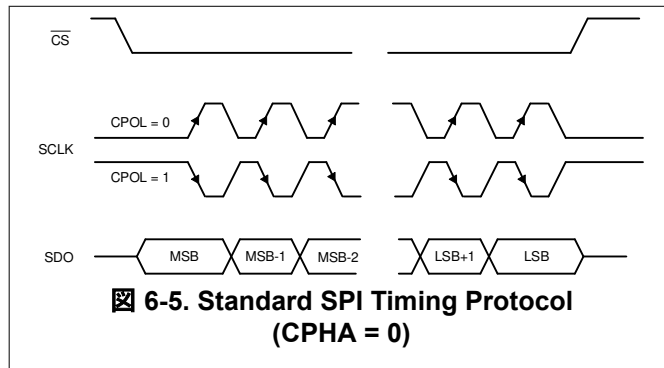 CS
CPOL = 0
SCLK
CPOL = 1
SDO
MSB
MSB-1
MSB-2
LSB+1
LSB
図 6-5. Standard SPI Timing Protocol
(CPHA = 0)